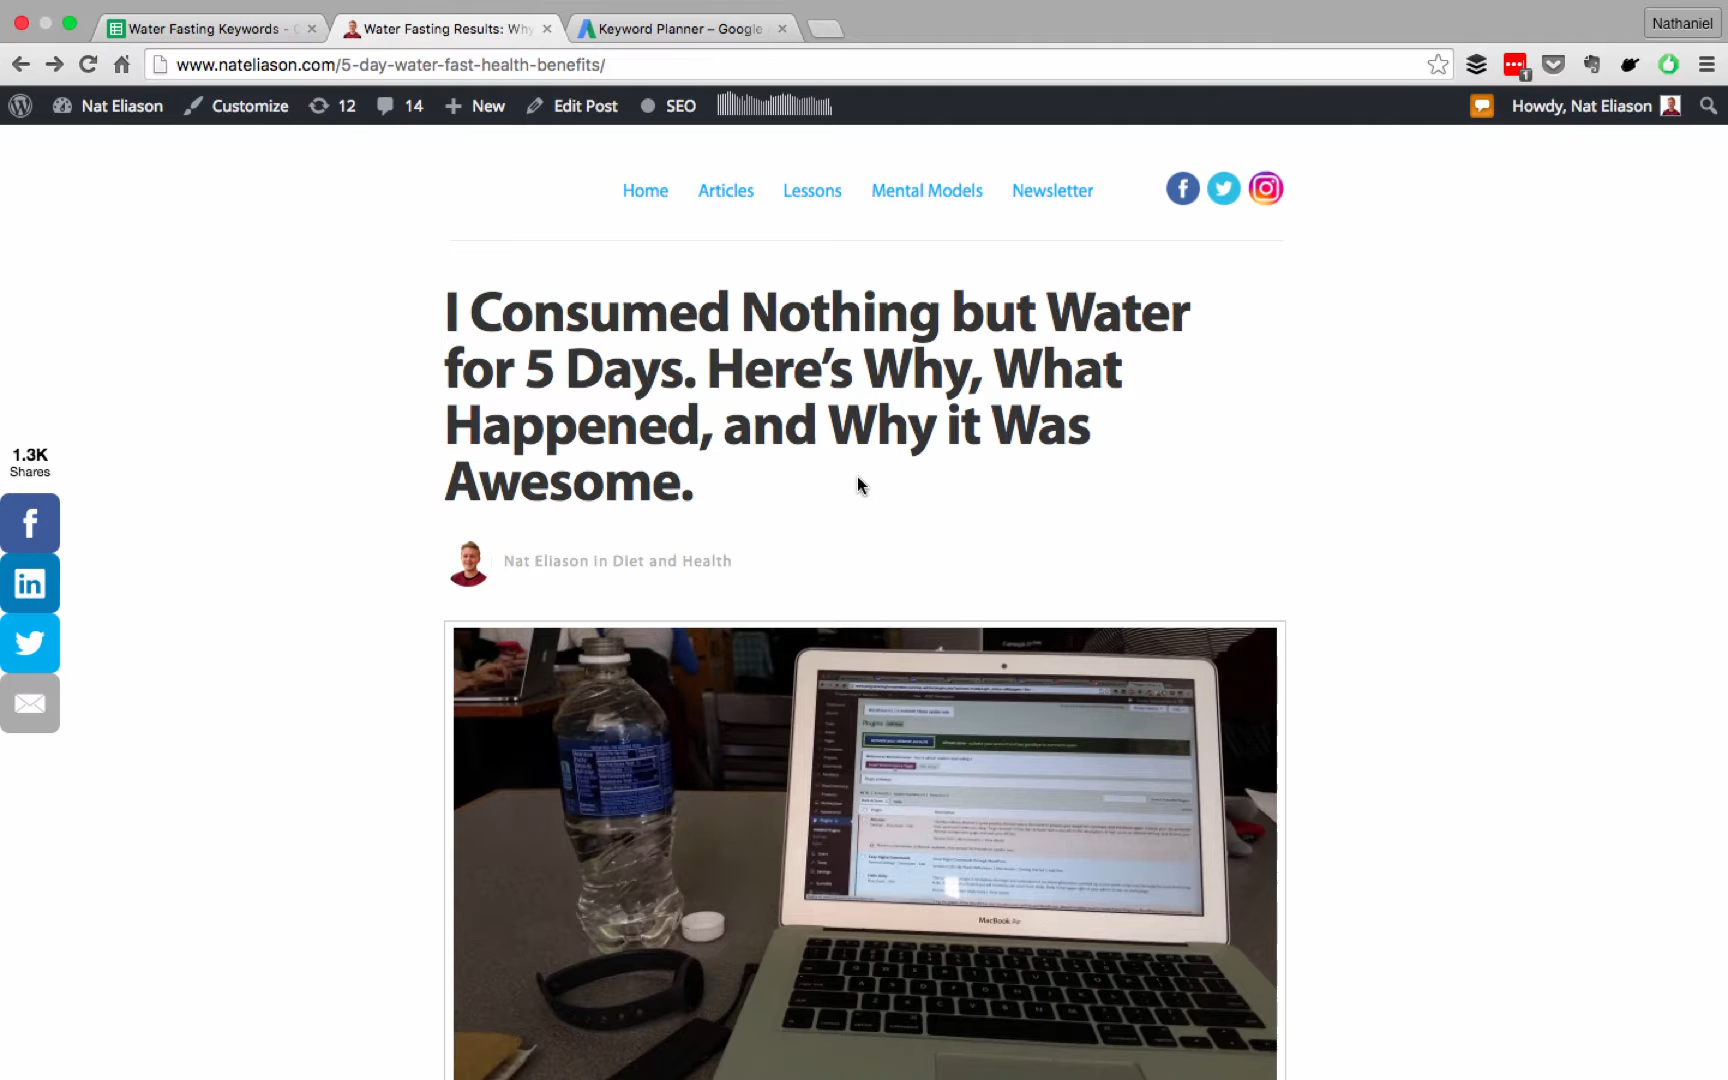 Water Fasting Keywords -
Water Fasting Results: Why
Keyword Planner – Google
Nathaniel
www.nateliason.com/5-day-water-fast-health-benefits/
1
Nat Eliason
Customize
12
14
New
Edit Post
SEO
Howdy, Nat Eliason
Home
Articles
Lessons
Mental Models
Newsletter
I Consumed Nothing but Water
for 5 Days. Here’s Why, What
Happened, and Why it Was
Awesome.
1.3K
Shares
Nat Eliason in Diet and Health
MacBook Air